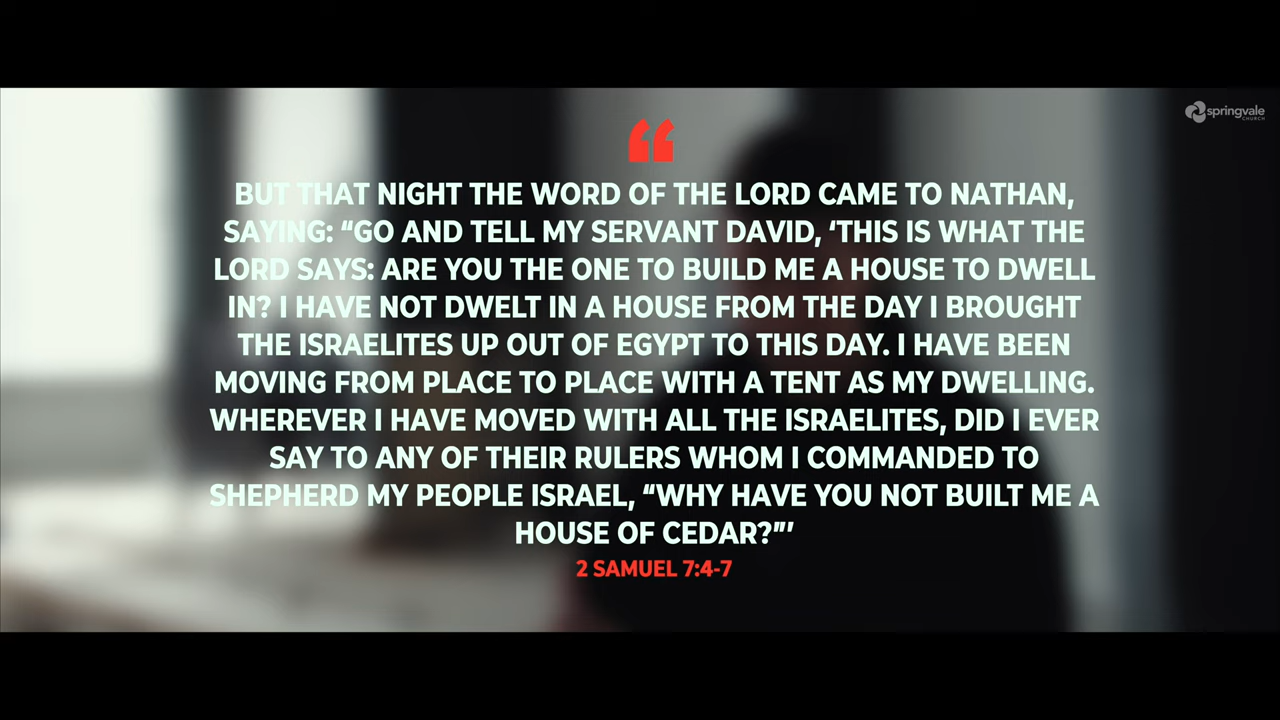 springvale
CHURCH
“
BUT THAT NIGHT THE WORD OF THE LORD CAME TO NATHAN,
SAYING: “GO AND TELL MY SERVANT DAVID, ‘THIS IS WHAT THE
LORD SAYS: ARE YOU THE ONE TO BUILD ME A HOUSE TO DWELL
IN? I HAVE NOT DWELT IN A HOUSE FROM THE DAY I BROUGHT
THE ISRAELITES UP OUT OF EGYPT TO THIS DAY. I HAVE BEEN
MOVING FROM PLACE TO PLACE WITH A TENT AS MY DWELLING.
WHEREVER I HAVE MOVED WITH ALL THE ISRAELITES, DID I EVER
SAY TO ANY OF THEIR RULERS WHOM I COMMANDED TO
SHEPHERD MY PEOPLE ISRAEL, “WHY HAVE YOU NOT BUILT ME A
HOUSE OF CEDAR?”’
2 SAMUEL 7:4-7